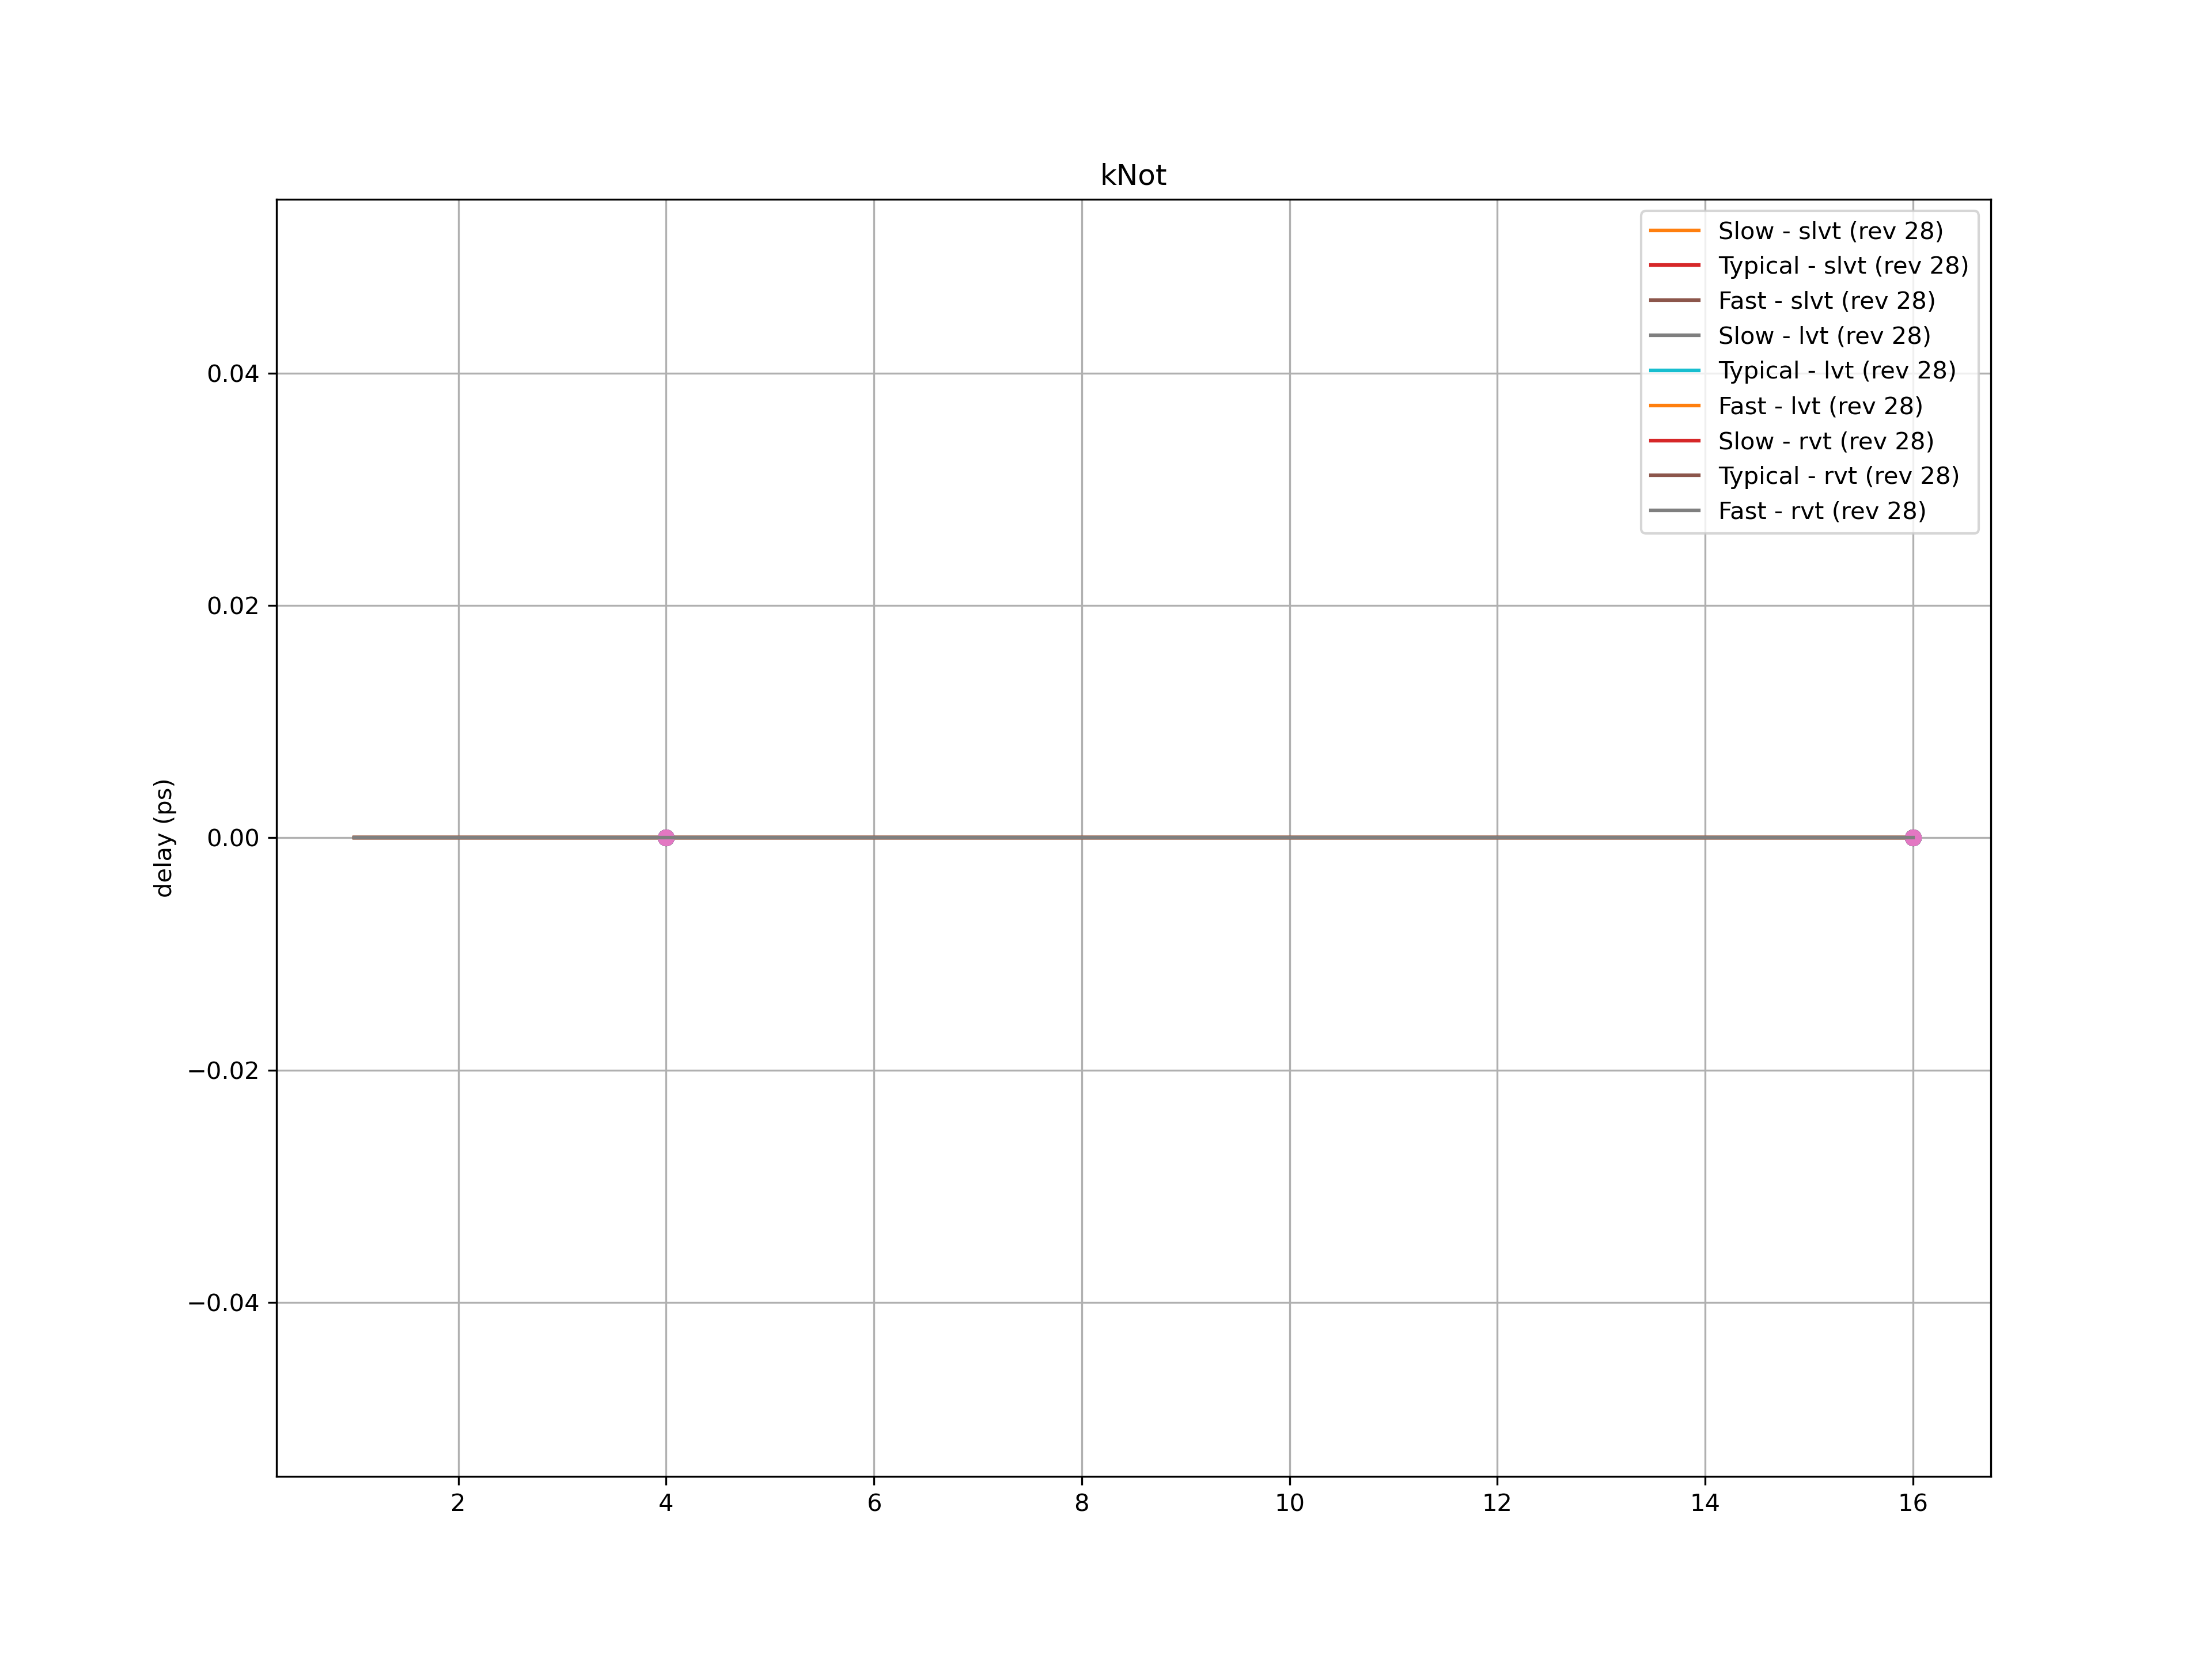 kNot
Slow - slvt (rev 28)
Typical - slvt (rev 28)
Fast - slvt (rev 28)
Slow - lvt (rev 28)
Typical - lvt (rev 28)
Fast - lvt (rev 28)
Slow - rvt (rev 28)
Typical - rvt (rev 28)
Fast - rvt (rev 28)
delay (ps)
0.04
0.02
0.00
−0.02
−0.04
2 4 6 8 10 12 14 16